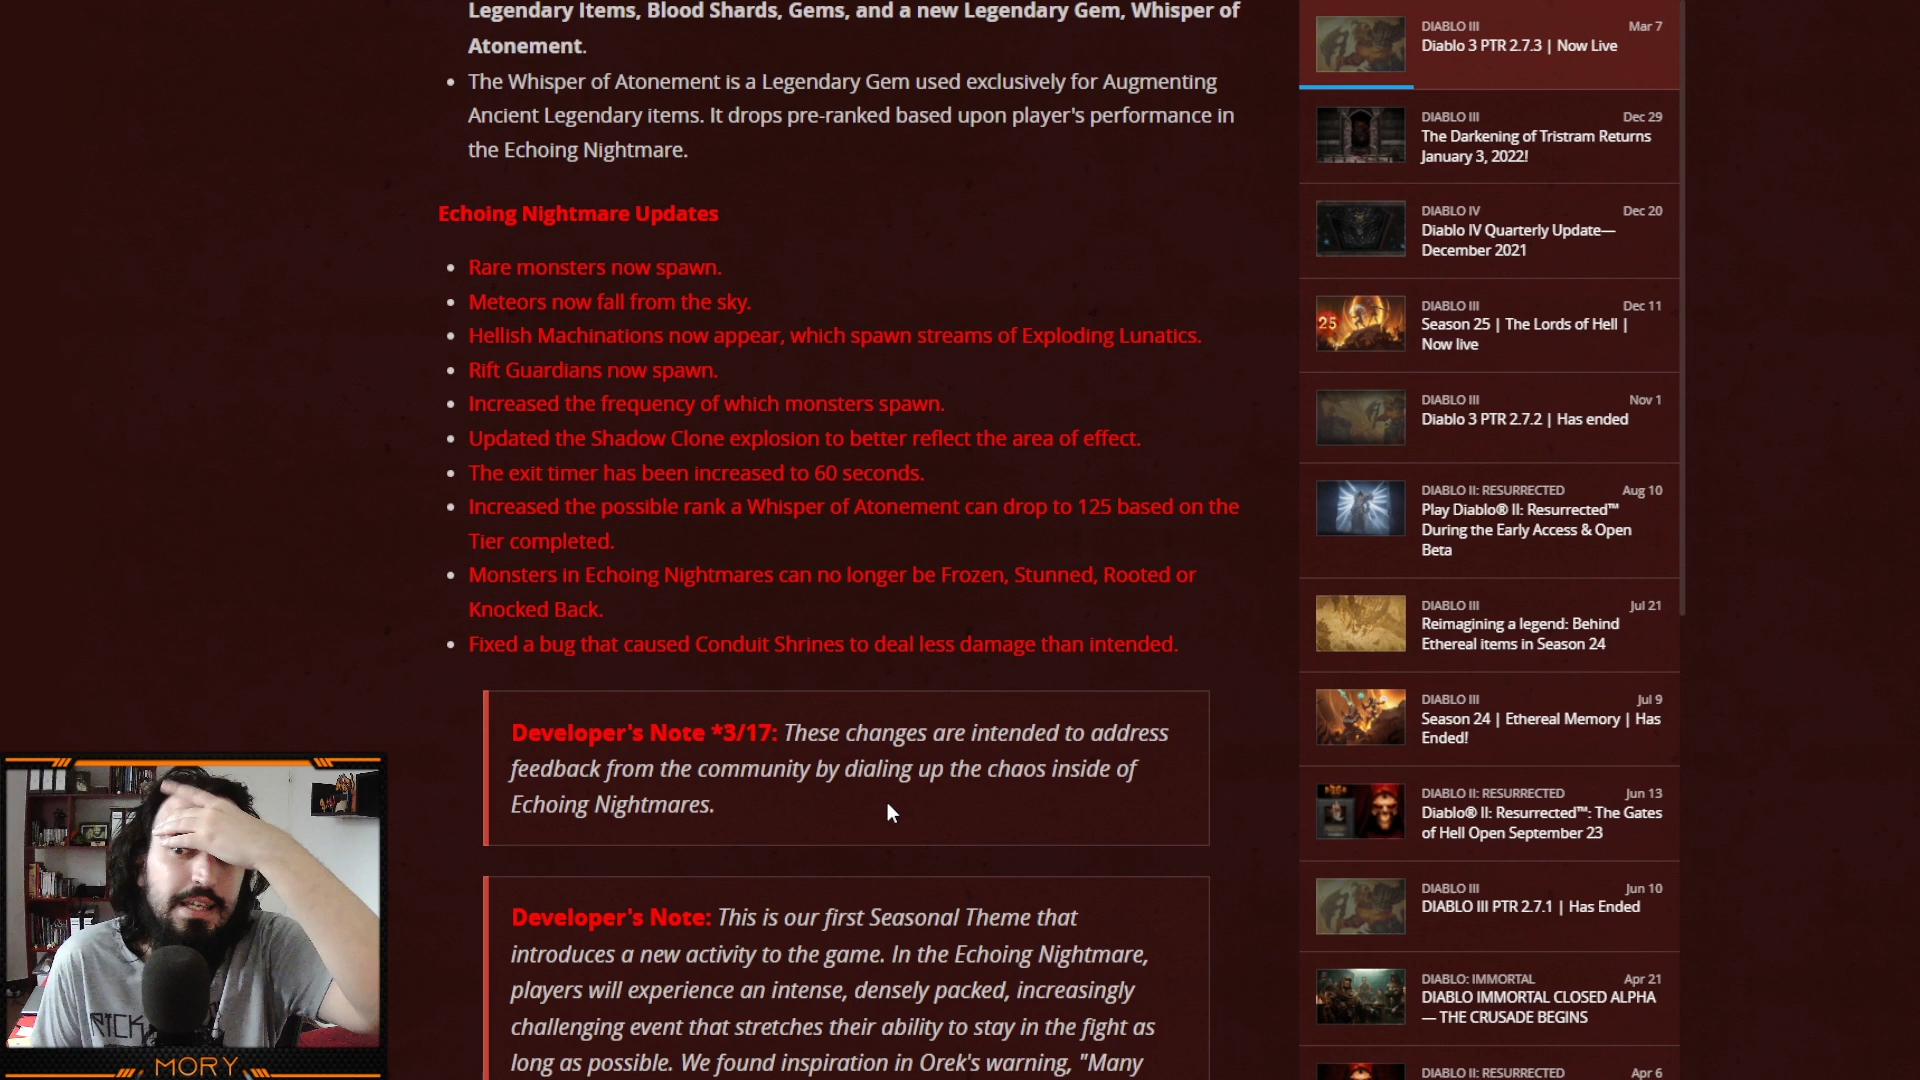 Legendary Items, Blood Shards, Gems, and a new Legendary Gem, Whisper of
Atonement.
The Whisper of Atonement is a Legendary Gem used exclusively for Augmenting
Ancient Legendary items. It drops pre-ranked based upon player's performance in
the Echoing Nightmare.
Echoing Nightmare Updates
Rare monsters now spawn.
Meteors now fall from the sky.
Hellish Machinations now appear, which spawn streams of Exploding Lunatics.
Rift Guardians now spawn.
Increased the frequency of which monsters spawn.
Updated the Shadow Clone explosion to better reflect the area of effect.
The exit timer has been increased to 60 seconds.
Increased the possible rank a Whisper of Atonement can drop to 125 based on the
Tier completed.
Monsters in Echoing Nightmares can no longer be Frozen, Stunned, Rooted or
Knocked Back.
Fixed a bug that caused Conduit Shrines to deal less damage than intended.
Developer's Note *3/17: These changes are intended to address
feedback from the community by dialing up the chaos inside of
Echoing Nightmares.
Developer's Note: This is our first Seasonal Theme that
introduces a new activity to the game. In the Echoing Nightmare,
players will experience an intense, densely packed, increasingly
challenging event that stretches their ability to stay in the fight as
long as possible. We found inspiration in Orek's warning, "Many
DIABLO III Mar 7
Diablo 3 PTR 2.7.3 | Now Live
DIABLO III Dec 29
The Darkening of Tristram Returns
January 3, 2022!
DIABLO IV Dec 20
Diablo IV Quarterly Update—
December 2021
25
DIABLO III Dec 11
Season 25 | The Lords of Hell |
Now live
DIABLO III Nov 1
Diablo 3 PTR 2.7.2 | Has ended
DIABLO II: RESURRECTED Aug 10
Play Diablo® II: Resurrected™
During the Early Access & Open
Beta
DIABLO III Jul 21
Reimagining a legend: Behind
Ethereal items in Season 24
DIABLO III Jul 9
Season 24 | Ethereal Memory | Has
Ended!
DIABLO II: RESURRECTED Jun 13
Diablo® II: Resurrected™: The Gates
of Hell Open September 23
DIABLO III Jun 10
DIABLO III PTR 2.7.1 | Has Ended
DIABLO: IMMORTAL Apr 21
DIABLO IMMORTAL CLOSED ALPHA
— THE CRUSADE BEGINS
DIABLO II: RESURRECTED Apr 6
MORY